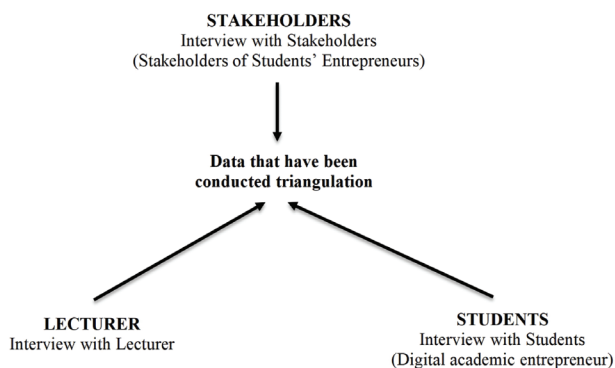 STAKEHOLDERS
Interview with Stakeholders
(Stakeholders of Students’ Entrepreneurs)
Data that have been
conducted triangulation
LECTURER
Interview with Lecturer
STUDENTS
Interview with Students
(Digital academic entrepreneur)